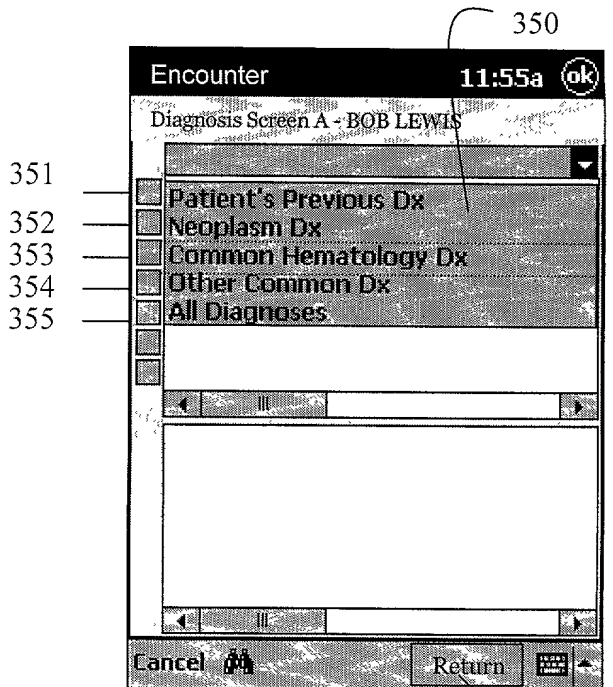 350
Encounter 11:55a ok
Diagnosis Screen A - BOB LEWIS
351 Patient's Previous Dx
352 Neoplasm Dx
353 Common Hematology Dx
354 Other Common Dx
355 All Diagnoses
Cancel Return